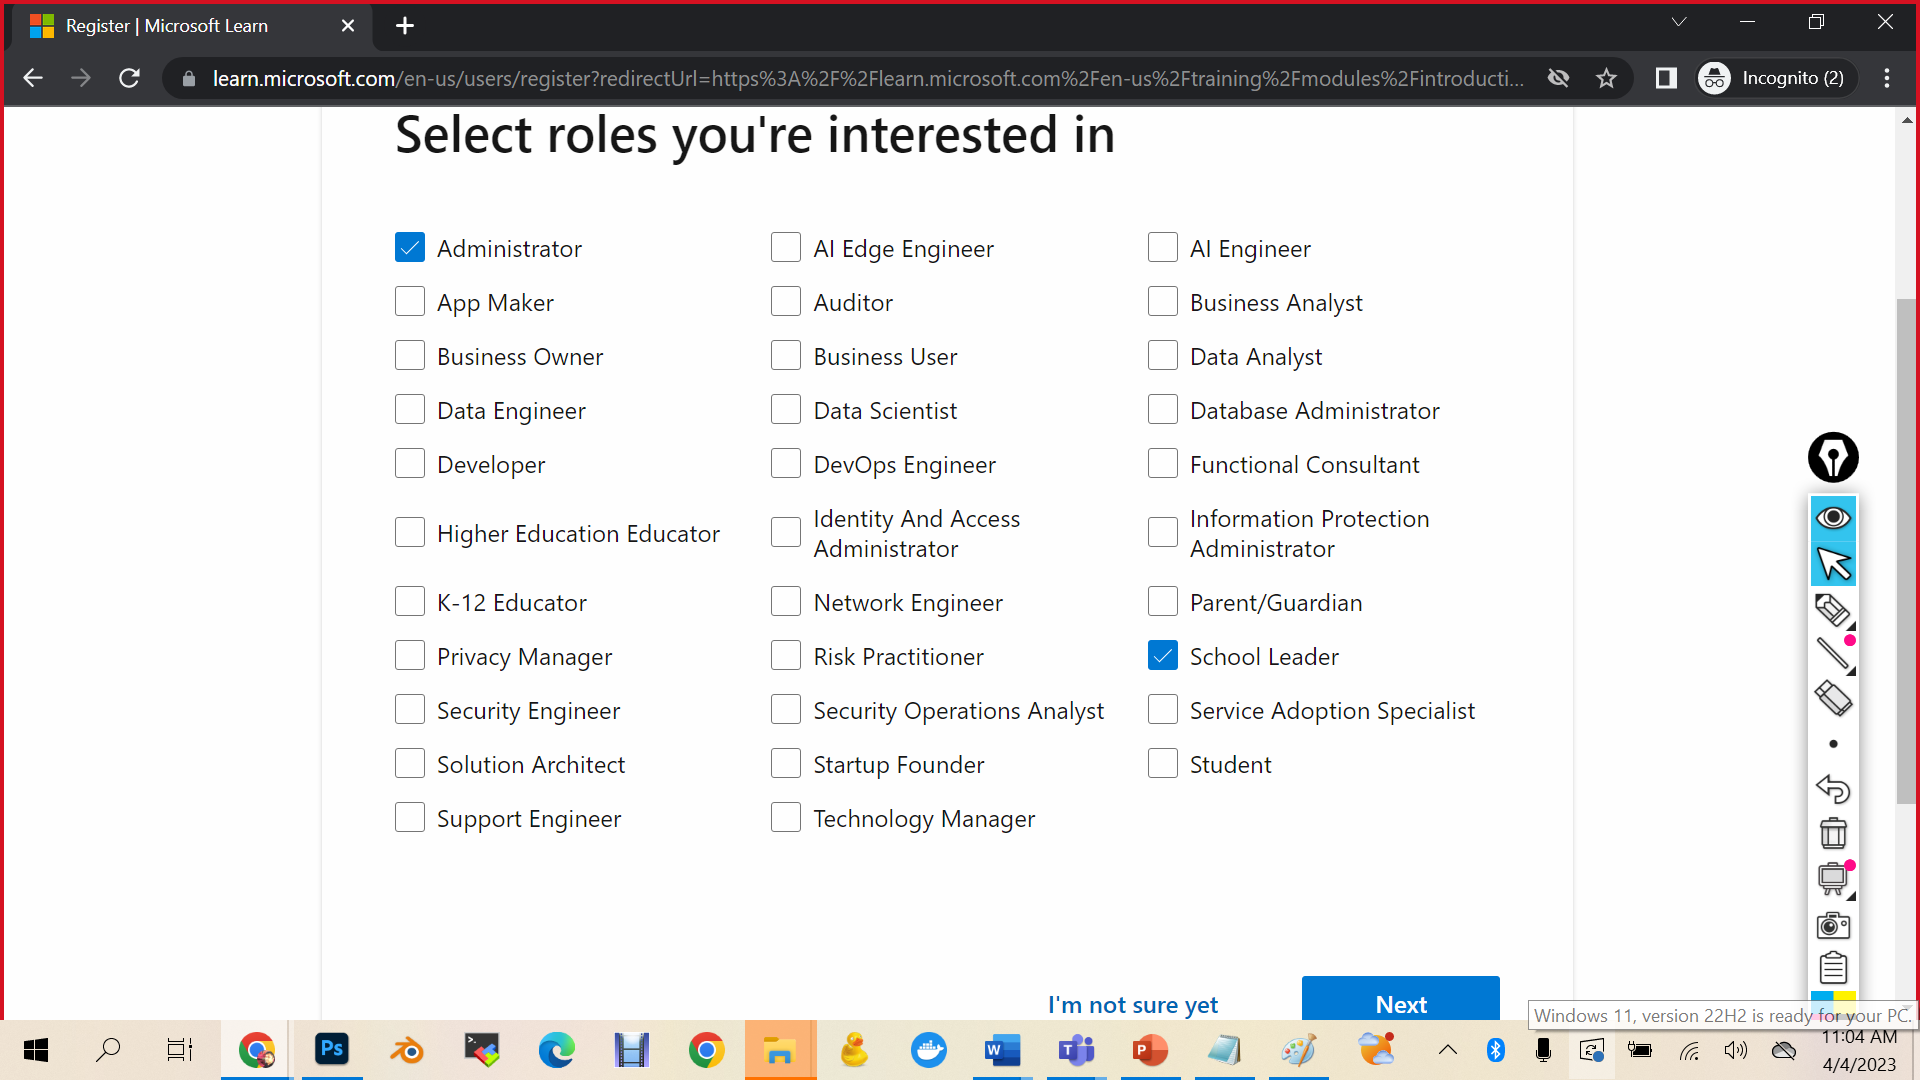 Register | Microsoft Learn
learn.microsoft.com/en-us/users/register?redirectUrl=https%3A%2F%2Flearn.microsoft.com%2Fen-us%2Ftraining%2Fmodules%2Fintroducti...
Incognito (2)
Select roles you're interested in
Administrator
AI Edge Engineer
AI Engineer
App Maker
Auditor
Business Analyst
Business Owner
Business User
Data Analyst
Data Engineer
Data Scientist
Database Administrator
Developer
DevOps Engineer
Functional Consultant
Higher Education Educator
Identity And Access
Administrator
Information Protection
Administrator
K-12 Educator
Network Engineer
Parent/Guardian
Privacy Manager
Risk Practitioner
School Leader
Security Engineer
Security Operations Analyst
Service Adoption Specialist
Solution Architect
Startup Founder
Student
Support Engineer
Technology Manager
I'm not sure yet
Next
Windows 11, version 22H2 is ready for your PC.
Ps
W
T
P
11:04 AM
4/4/2023